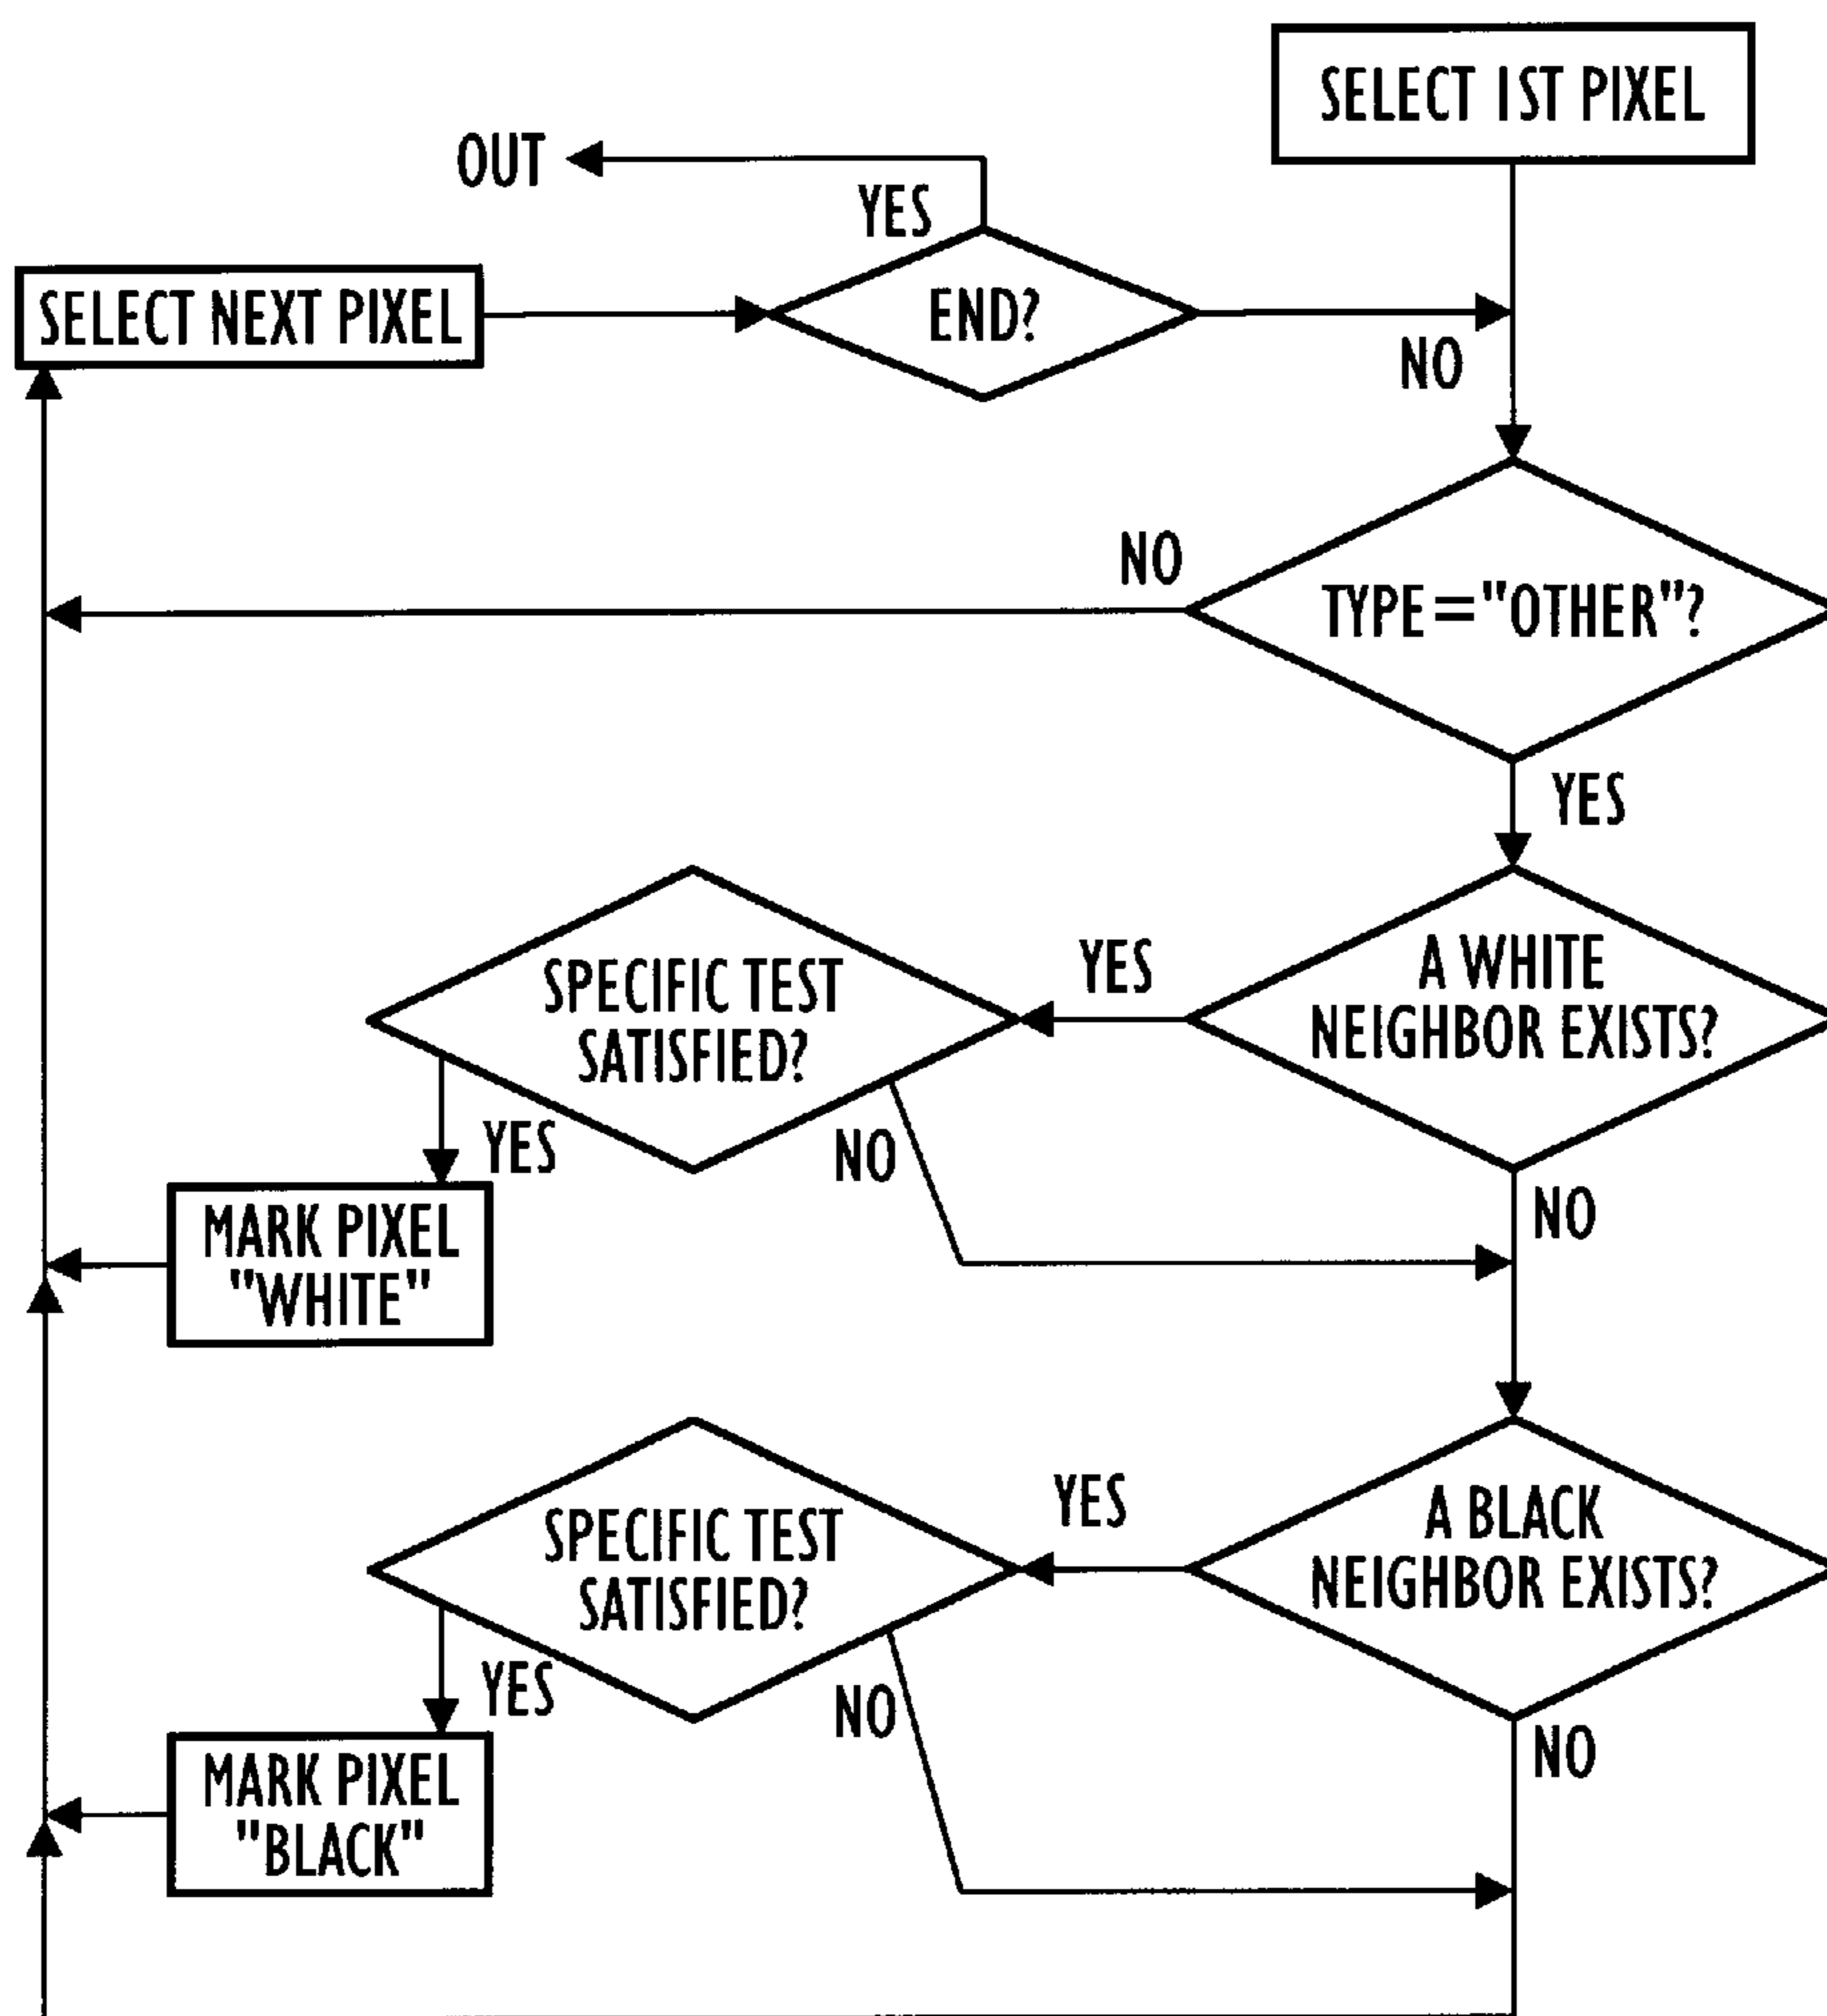 SELECT 1ST PIXEL
OUT
YES
SELECT NEXT PIXEL
END?
NO
NO
TYPE="OTHER"?
YES
SPECIFIC TEST
SATISFIED?
YES
A WHITE
NEIGHBOR EXISTS?
YES
NO
NO
MARK PIXEL
"WHITE"
SPECIFIC TEST
SATISFIED?
YES
A BLACK
NEIGHBOR EXISTS?
YES
NO
NO
MARK PIXEL
"BLACK"